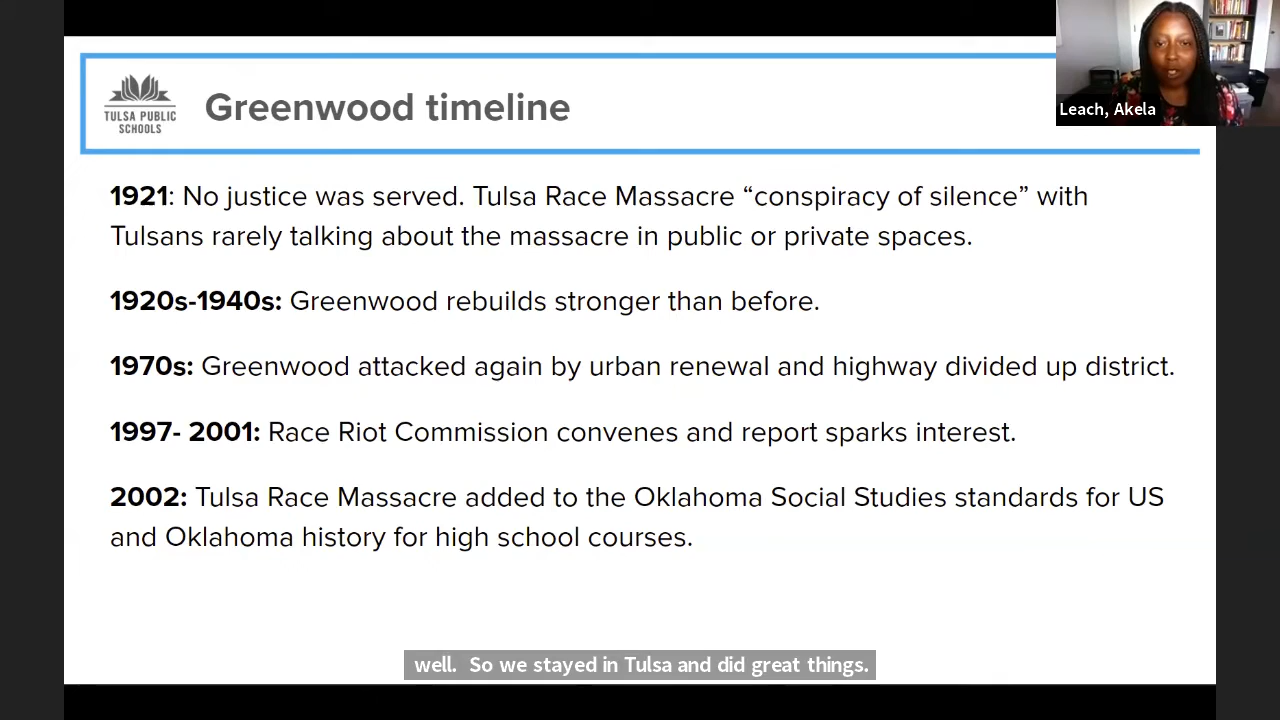 TULSA PUBLIC
SCHOOLS
Greenwood timeline
Leach, Akela
1921: No justice was served. Tulsa Race Massacre “conspiracy of silence” with
Tulsans rarely talking about the massacre in public or private spaces.
1920s-1940s: Greenwood rebuilds stronger than before.
1970s: Greenwood attacked again by urban renewal and highway divided up district.
1997- 2001: Race Riot Commission convenes and report sparks interest.
2002: Tulsa Race Massacre added to the Oklahoma Social Studies standards for US
and Oklahoma history for high school courses.
well.  So we stayed in Tulsa and did great things.